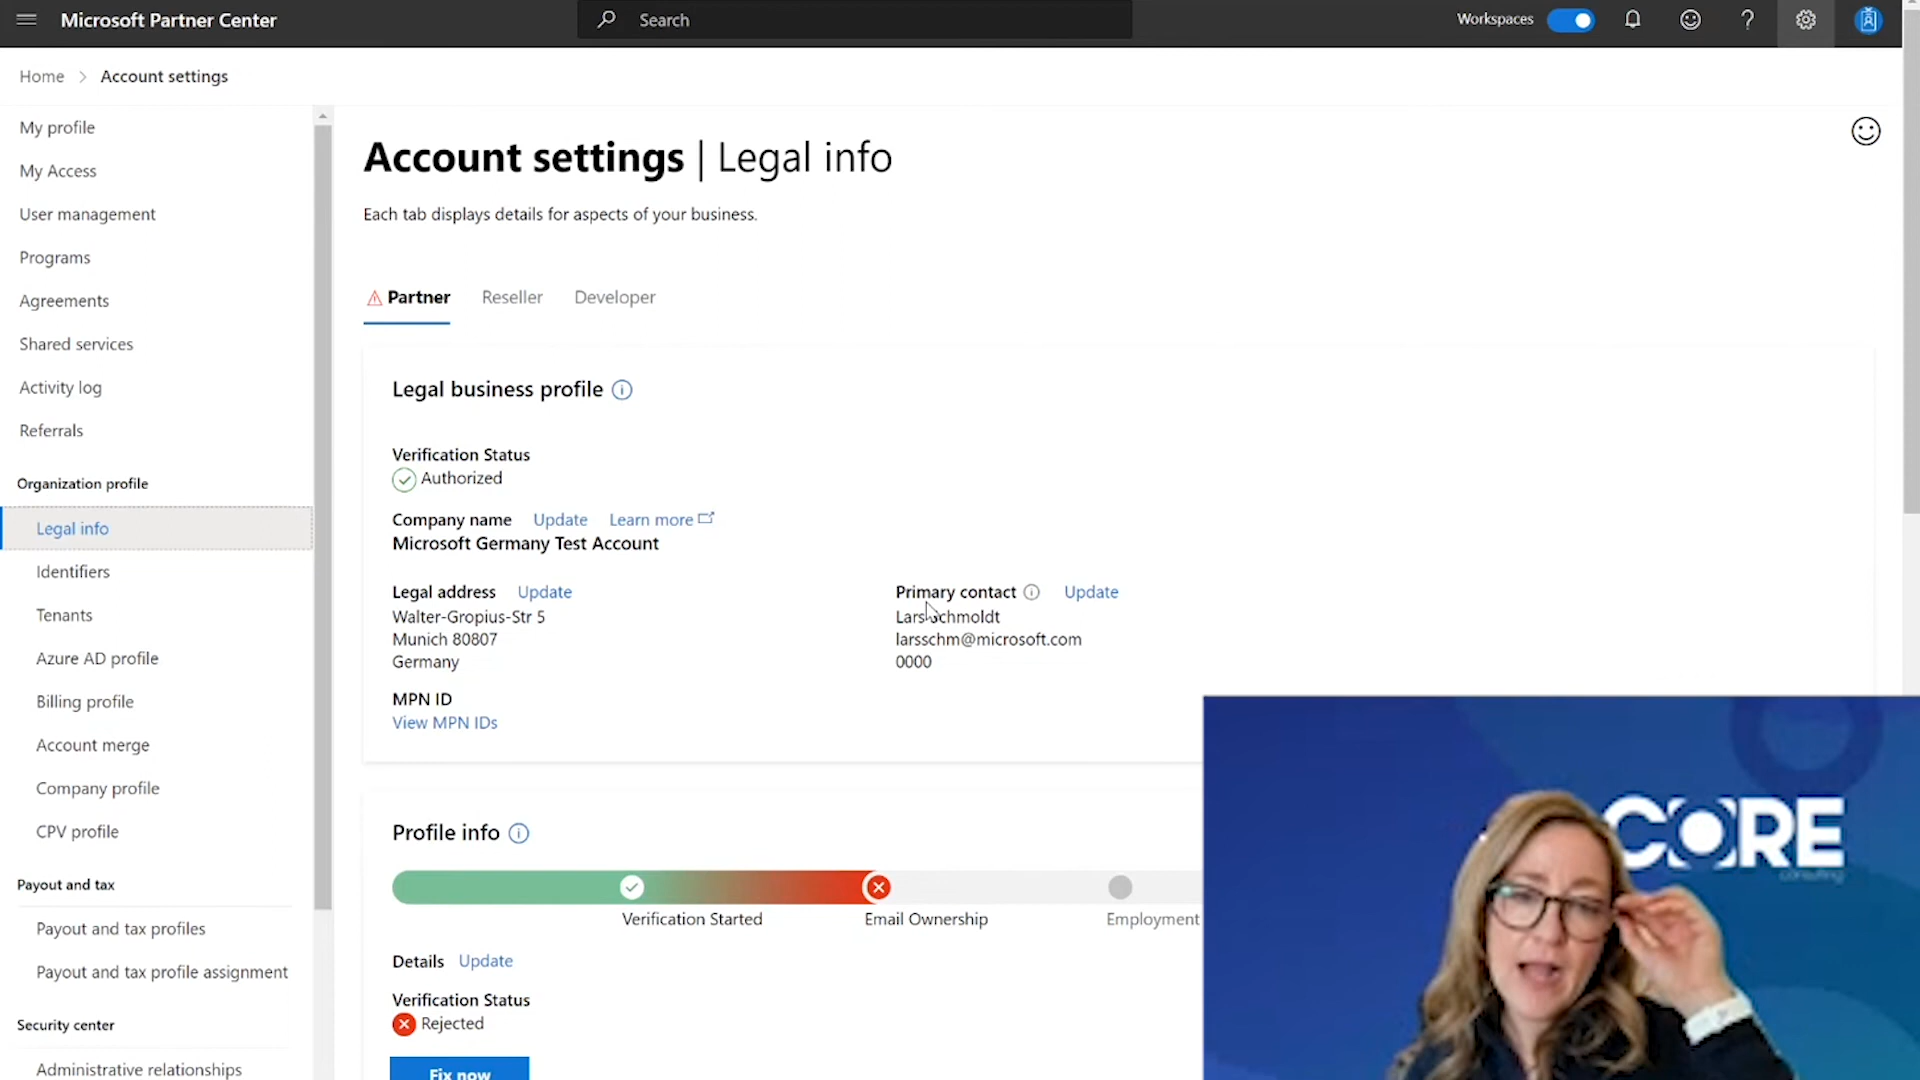 Microsoft Partner Center
Search
Workspaces
Home > Account settings
My profile
My Access
User management
Programs
Agreements
Shared services
Activity log
Referrals
Organization profile
Legal info
Identifiers
Tenants
Azure AD profile
Billing profile
Account merge
Company profile
CPV profile
Payout and tax
Payout and tax profiles
Payout and tax profile assignment
Security center
Administrative relationships
Account settings | Legal info
Each tab displays details for aspects of your business.
Partner Reseller Developer
Legal business profile
Verification Status
Authorized
Company name Update Learn more
Microsoft Germany Test Account
Legal address Update
Walter-Gropius-Str 5
Munich 80807
Germany
Primary contact Update
Lars Schmoldt
larsschm@microsoft.com
0000
MPN ID
View MPN IDs
Profile info
Verification Started Email Ownership Employment
Details Update
Verification Status
Rejected
Fix now
CORE
consulting